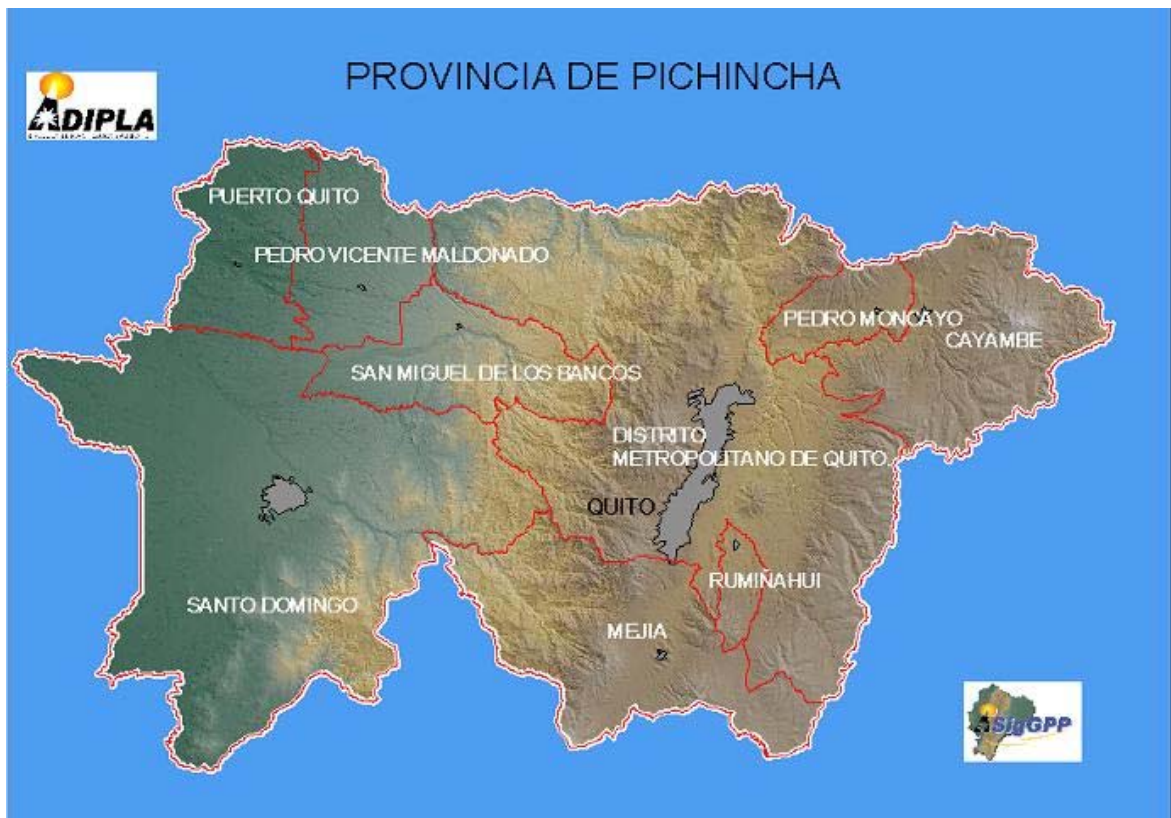 PROVINCIA DE PICHINCHA
ADIPLA
PUERTO QUITO
PEDRO VICENTE MALDONADO
PEDRO MONCAYO
CAYAMBE
SAN MIGUEL DE LOS BANCOS
DISTRITO
METROPOLITANO DE QUITO
QUITO
RUMIÑAHUI
SANTO DOMINGO
MEJIA
SigGPP